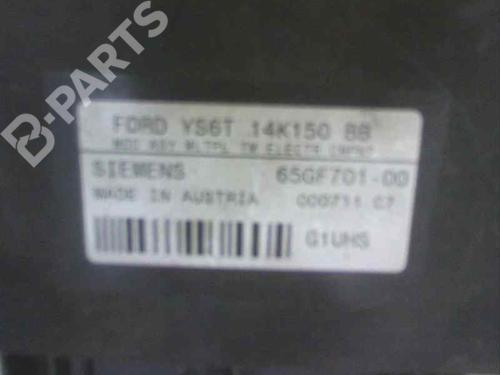 B-PARTS
FORD YS6T 14K150 BB
SIEMENS 65GF701-00
MADE IN AUSTRIA 000711 C7
G1UHS